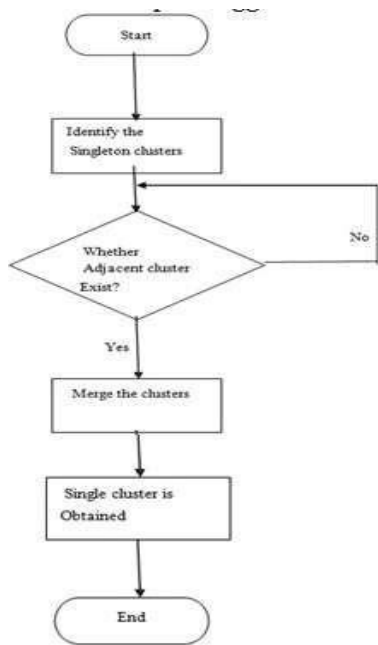 Start
Identify the
Singleton clusters
No
Whether
Adjacent cluster
Exist?
Yes
Merge the clusters
Single cluster is
Obtained
End